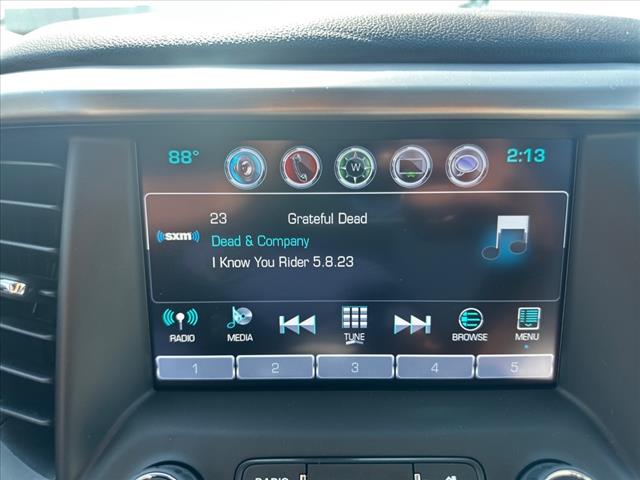 88° W 2:13
23 Grateful Dead
((sxm)) Dead & Company
I Know You Rider 5.8.23
RADIO MEDIA TUNE BROWSE MENU
1 2 3 4 5
RADIO